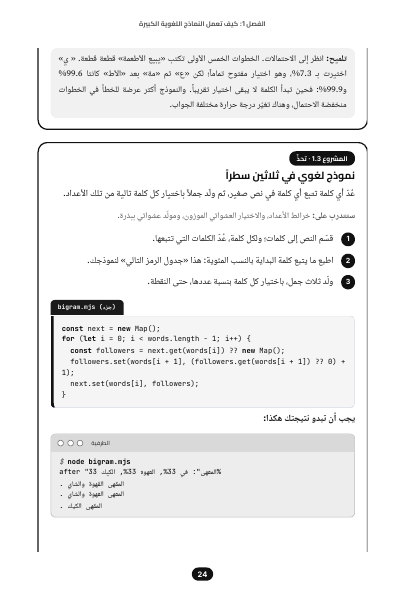 الفصل 1: كيف تعمل النماذج اللغوية الكبيرة
تلميح: انظر إلى الاحتمالات. الخطوات الخمس الأولى تكتب «يبيع الأطعمة» قطعة قطعة. « ي»
اختيرت بـ 7.3%، وهو اختيار مفتوح تماماً؛ لكن «ع» ثم «مة» بعد «الأط» كانتا 99.6%
و99.9%: فحين تبدأ الكلمة لا يبقى اختيار تقريباً. والنموذج أكثر عرضة للخطأ في الخطوات
منخفضة الاحتمال، وهناك تغيّر درجة حرارة مختلفة الجواب.
المشروع 1.3 · تحدٍّ
نموذج لغوي في ثلاثين سطراً
عُدّ أي كلمة تتبع أي كلمة في نص صغير، ثم ولّد جملاً باختيار كل كلمة تالية من تلك الأعداد.
ستتدرب على: خرائط الأعداد، والاختيار العشوائي الموزون، ومولّد عشوائي ببذرة.
1 قسّم النص إلى كلمات؛ ولكل كلمة، عُدّ الكلمات التي تتبعها.
2 اطبع ما يتبع كلمة البداية بالنسب المئوية: هذا «جدول الرمز التالي» لنموذجك.
3 ولّد ثلاث جمل، باختيار كل كلمة بنسبة عددها، حتى النقطة.
bigram.mjs (جزء)
const next = new Map();
for (let i = 0; i < words.length - 1; i++) {
const followers = next.get(words[i]) ?? new Map();
followers.set(words[i + 1], (followers.get(words[i + 1]) ?? 0) +
1);
next.set(words[i], followers);
}
يجب أن تبدو نتيجتك هكذا:
الطرفية
$ node bigram.mjs
after "المقهى": في 33%, القهوة 33%, الكيك 33%
المقهى القهوة والشاي .
المقهى القهوة والشاي .
المقهى الكيك .
24